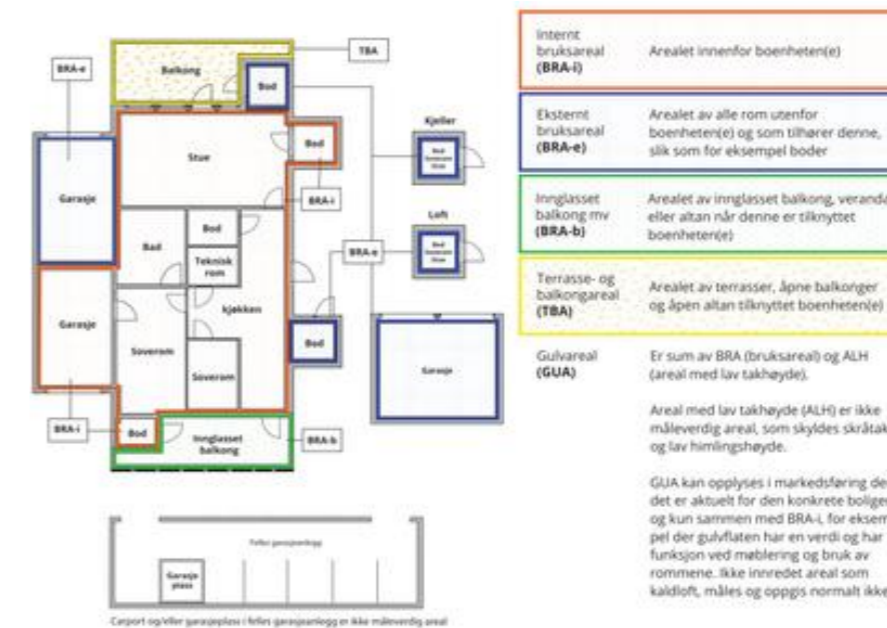 TBA
BRA-e
Balkong
Bod
Kjeller
Bod
Stue
Bod
Garasje
BRA-i
Loft
Bad
Bod
Teknisk
rom
BRA-e
kjøkken
Garasje
Soverom
Bod
Garasje
Soverom
BRA-i
Bod
Innglasset
balkong
BRA-b
Felles garasjeanlegg
Garasje
plass
Carport og/eller garasjeplass i felles garasjeanlegg er ikke måleverdig areal
Internt
bruksareal
(BRA-i)
Arealet innenfor boenheten(e)
Eksternt
bruksareal
(BRA-e)
Arealet av alle rom utenfor
boenheten(e) og som tilhører denne,
slik som for eksempel boder
Innglasset
balkong mv
(BRA-b)
Arealet av innglasset balkong, veranda
eller altan når denne er tilknyttet
boenheten(e)
Terrasse- og
balkongareal
(TBA)
Arealet av terrasser, åpne balkonger
og åpen altan tilknyttet boenheten(e)
Gulvareal
(GUA)
Er sum av BRA (bruksareal) og ALH
(areal med lav takhøyde).
Areal med lav takhøyde (ALH) er ikke
måleverdig areal, som skyldes skråtak
og lav himlingshøyde.
GUA kan opplyses i markedsføring der
det er aktuelt for den konkrete boligen
og kun sammen med BRA-i, for eksem
pel der gulvflaten har en verdi og har
funksjon ved møblering og bruk av
rommene. Ikke innredet areal som
kaldloft, måles og oppgis normalt ikke